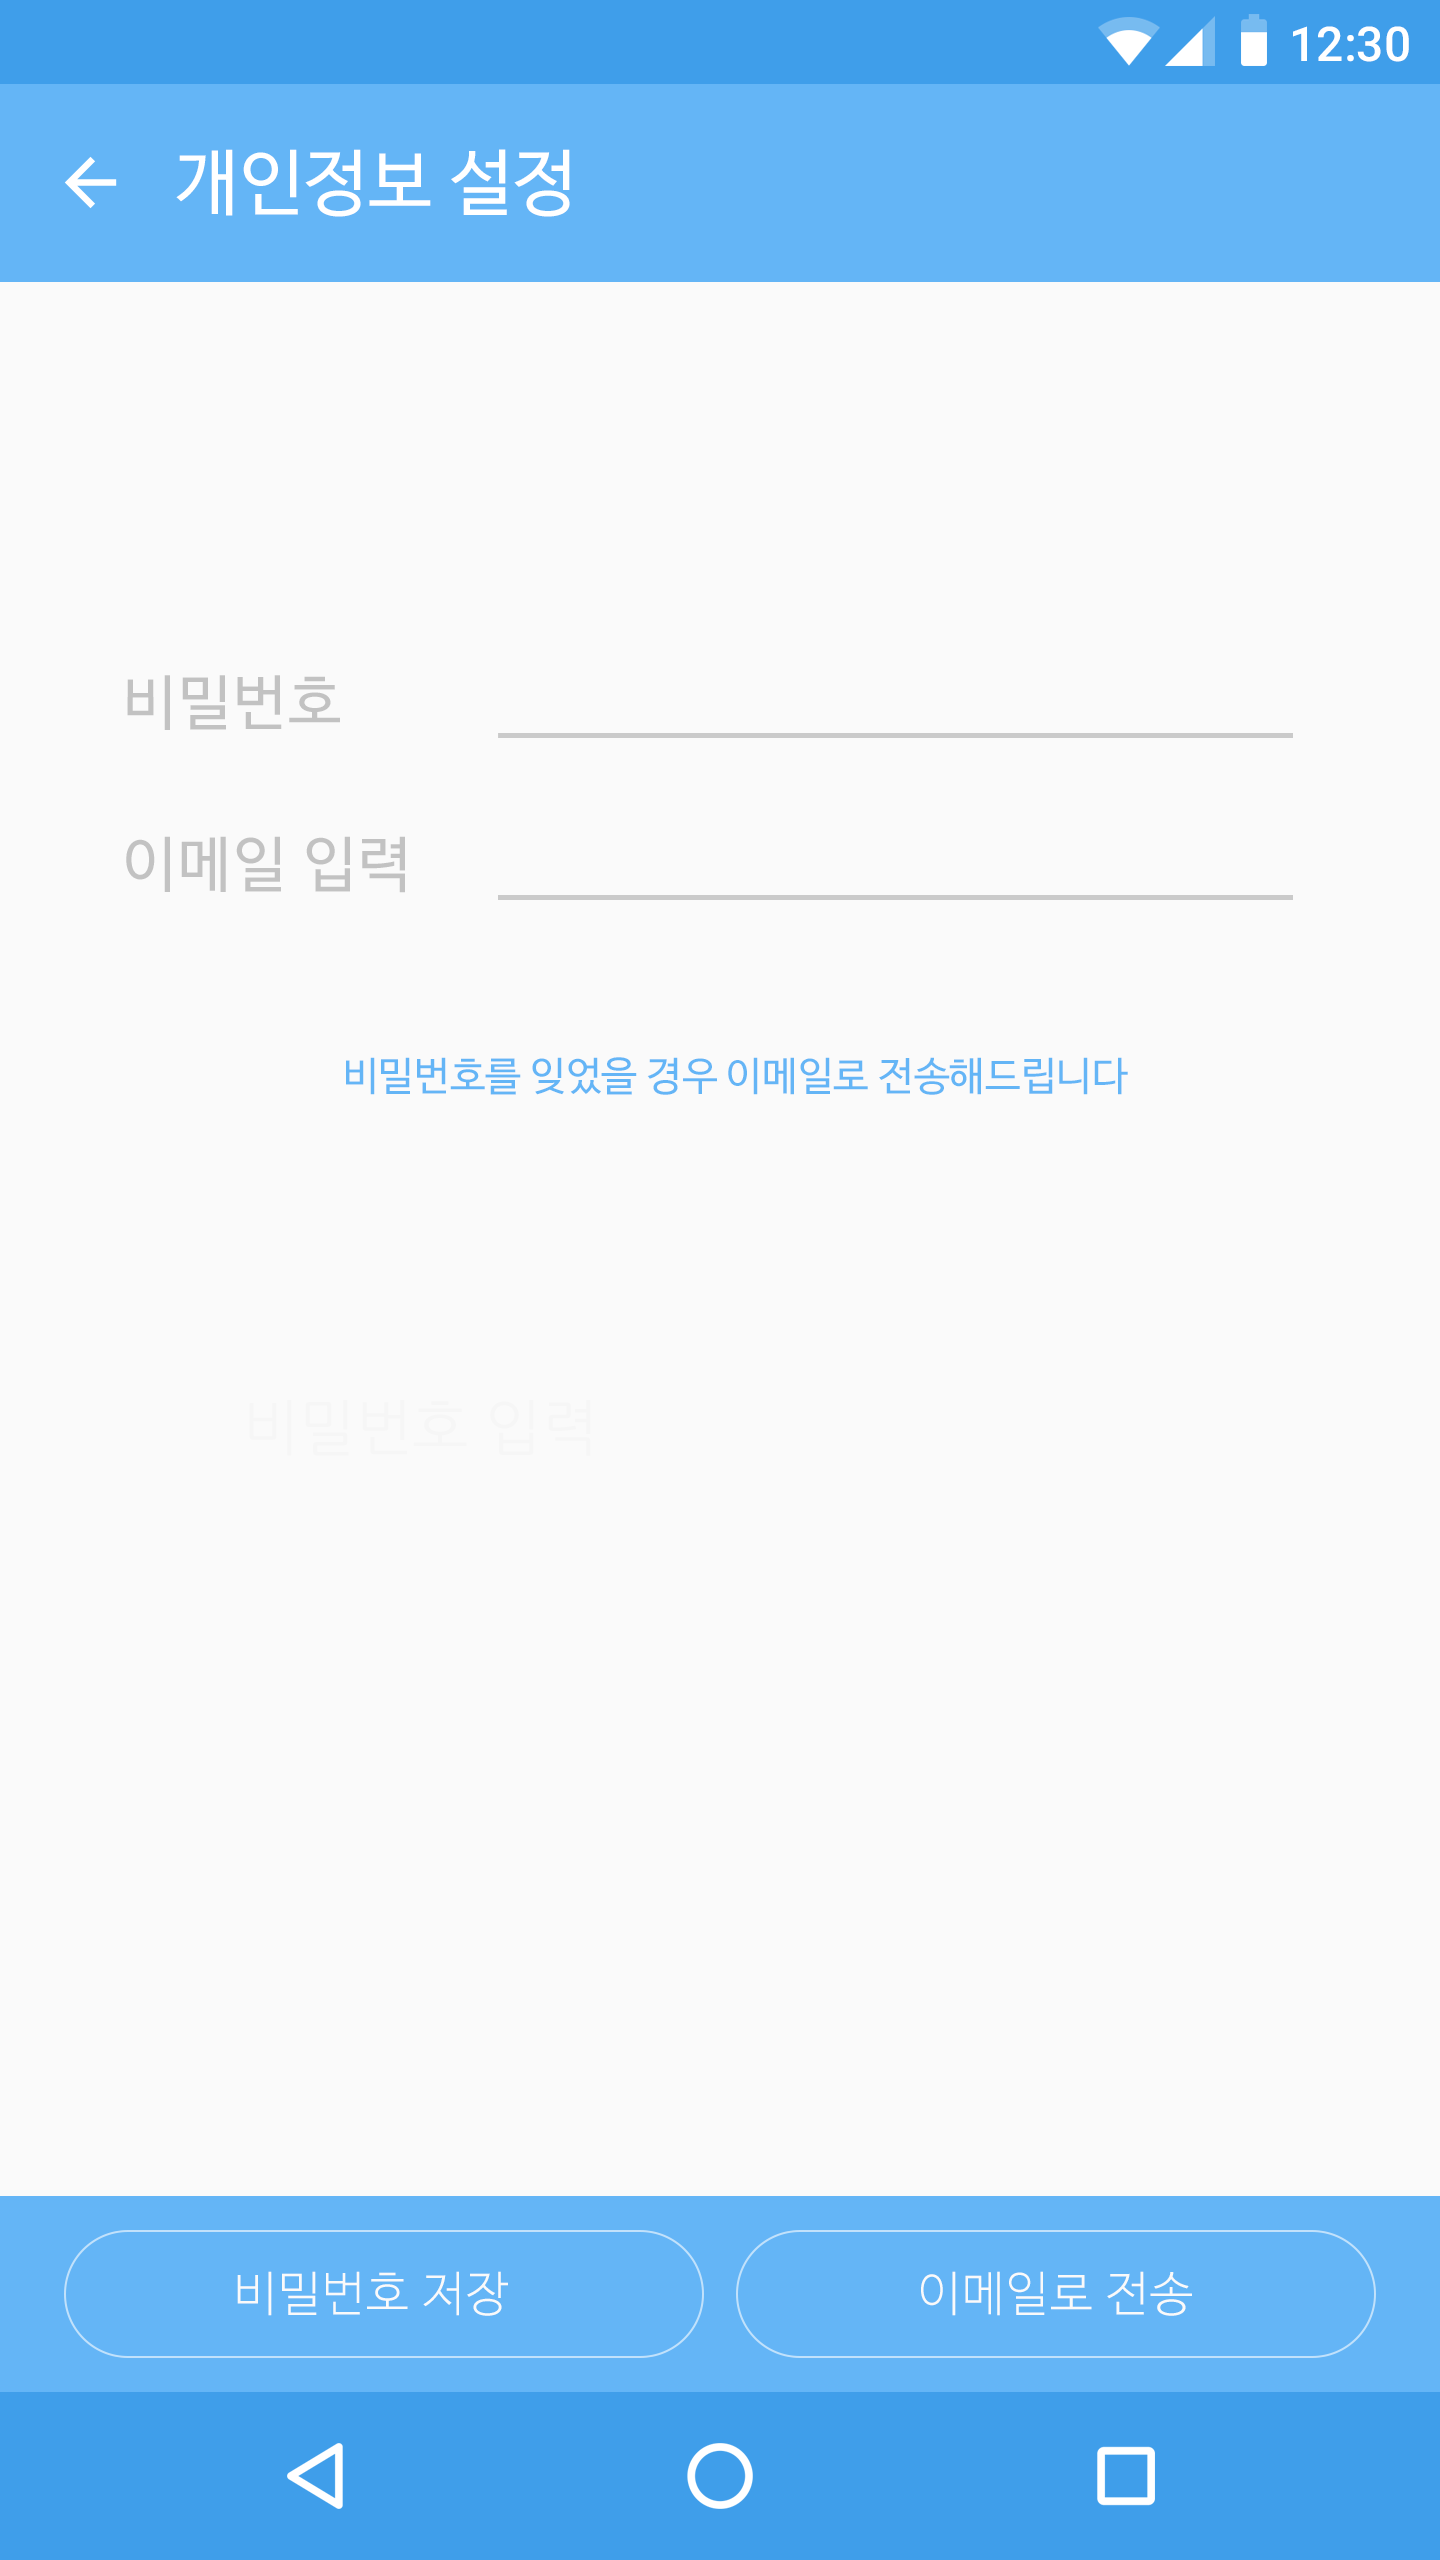 12:30
개인정보 설정
비밀번호
이메일 입력
비밀번호를 잊었을 경우 이메일로 전송해드립니다
비밀번호 입력
비밀번호 저장
이메일로 전송